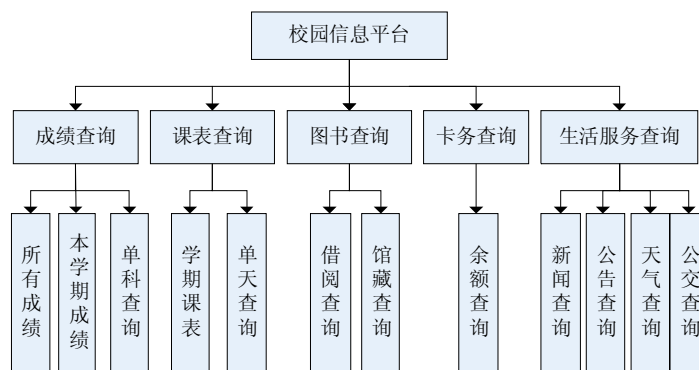 校园信息平台
成绩查询
课表查询
图书查询
卡务查询
生活服务查询
所有成绩
本学期成绩
单科查询
学期课表
单天查询
借阅查询
馆藏查询
余额查询
新闻查询
公告查询
天气查询
公交查询